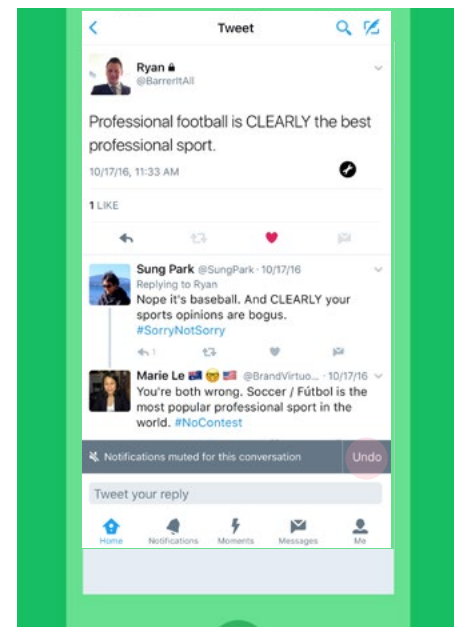 Tweet
Ryan
@BarrerItAll
Professional football is CLEARLY the best
professional sport.
10/17/16, 11:33 AM
1 LIKE
Sung Park @SungPark · 10/17/16
Replying to Ryan
Nope it's baseball. And CLEARLY your
sports opinions are bogus.
#SorryNotSorry
1
Marie Le 🇦🇺 🤓 🇺🇸 @BrandVirtuo... · 10/17/16
You're both wrong. Soccer / Fútbol is the
most popular professional sport in the
world. #NoContest
Notifications muted for this conversation Undo
Tweet your reply
Home Notifications Moments Messages Me